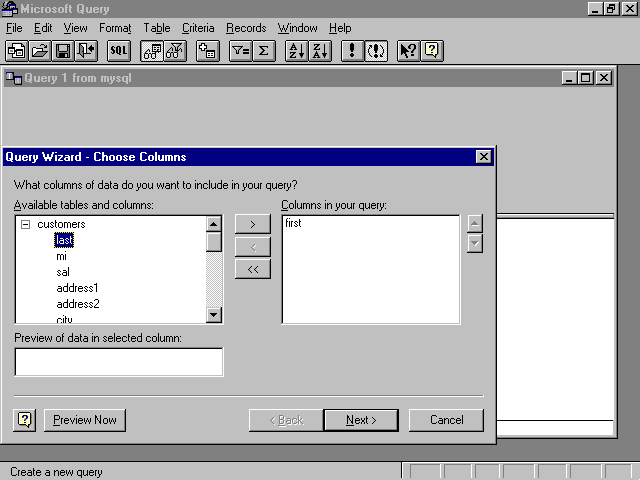 Microsoft Query
File Edit View Format Table Criteria Records Window Help
SQL
Query 1 from mysql
Query Wizard - Choose Columns
What columns of data do you want to include in your query?
Available tables and columns:
Columns in your query:
customers
last
mi
sal
address1
address2
city
>
<
<<
first
Preview of data in selected column:
Preview Now
< Back
Next >
Cancel
Create a new query